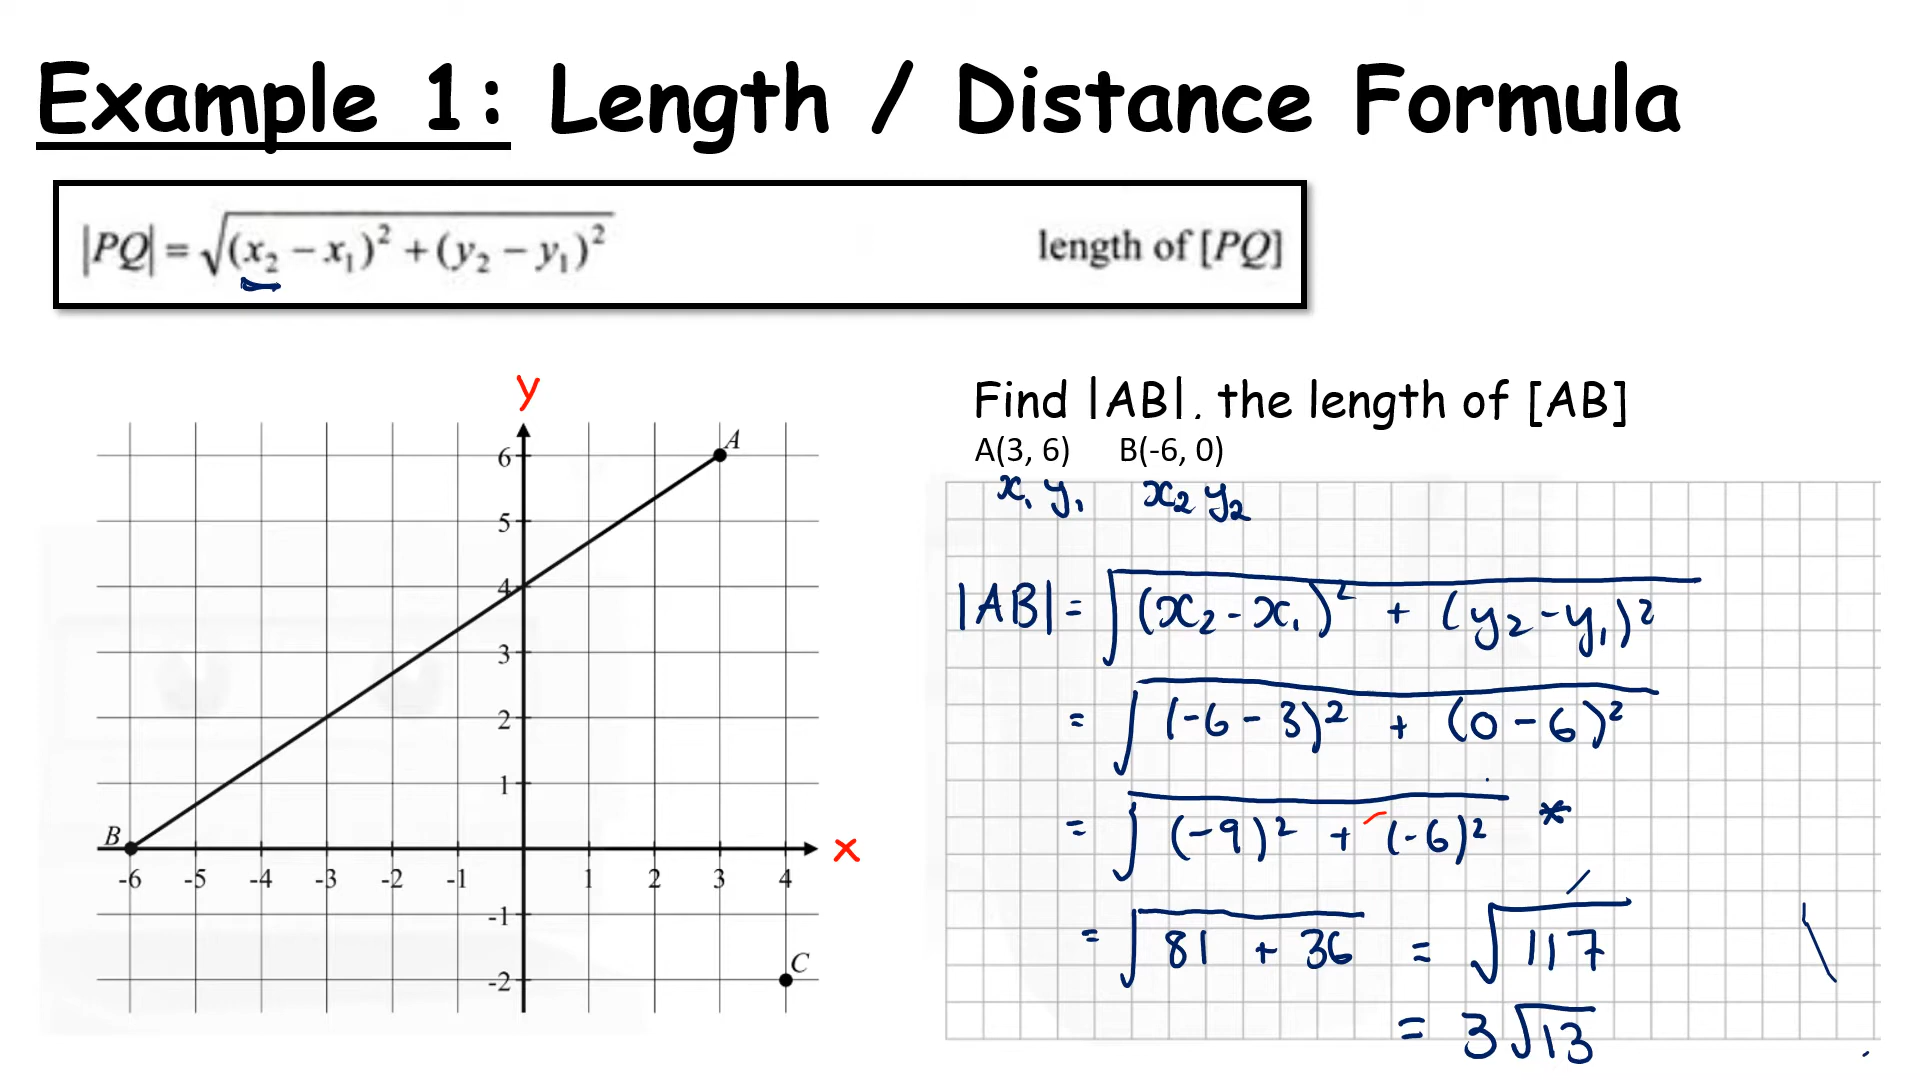 Example 1: Length / Distance Formula
|PQ| = √(x₂ − x₁)² + (y₂ − y₁)² length of [PQ]
Find |AB|. the length of [AB]
A(3, 6) B(-6, 0)
x₁ y₁ x₂ y₂
|AB| = √(x₂ - x₁)² + (y₂ - y₁)²
= √(-6 - 3)² + (0 - 6)²
= √(-9)² + (-6)² *
= √81 + 36 = √117
= 3√13
y
A
6
5
4
3
2
1
B
x
-6 -5 -4 -3 -2 -1 1 2 3 4
-1
C
-2